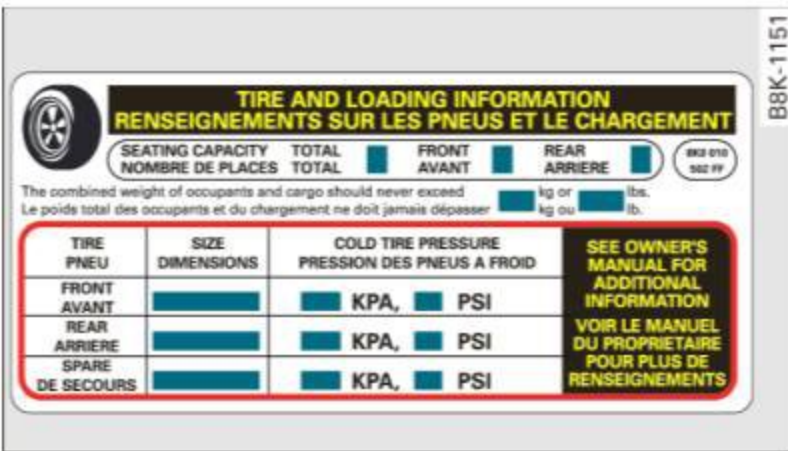 B8K-1151
TIRE AND LOADING INFORMATION
RENSEIGNEMENTS SUR LES PNEUS ET LE CHARGEMENT
SEATING CAPACITY TOTAL FRONT REAR
NOMBRE DE PLACES TOTAL AVANT ARRIERE
8K0 010
502 FF
The combined weight of occupants and cargo should never exceed kg or lbs.
Le poids total des occupants et du chargement ne doit jamais dépasser kg ou lb.
TIRE SIZE COLD TIRE PRESSURE
PNEU DIMENSIONS PRESSION DES PNEUS A FROID
FRONT
AVANT
KPA, PSI
REAR
ARRIERE
KPA, PSI
SPARE
DE SECOURS
KPA, PSI
SEE OWNER'S
MANUAL FOR
ADDITIONAL
INFORMATION
VOIR LE MANUEL
DU PROPRIETAIRE
POUR PLUS DE
RENSEIGNEMENTS